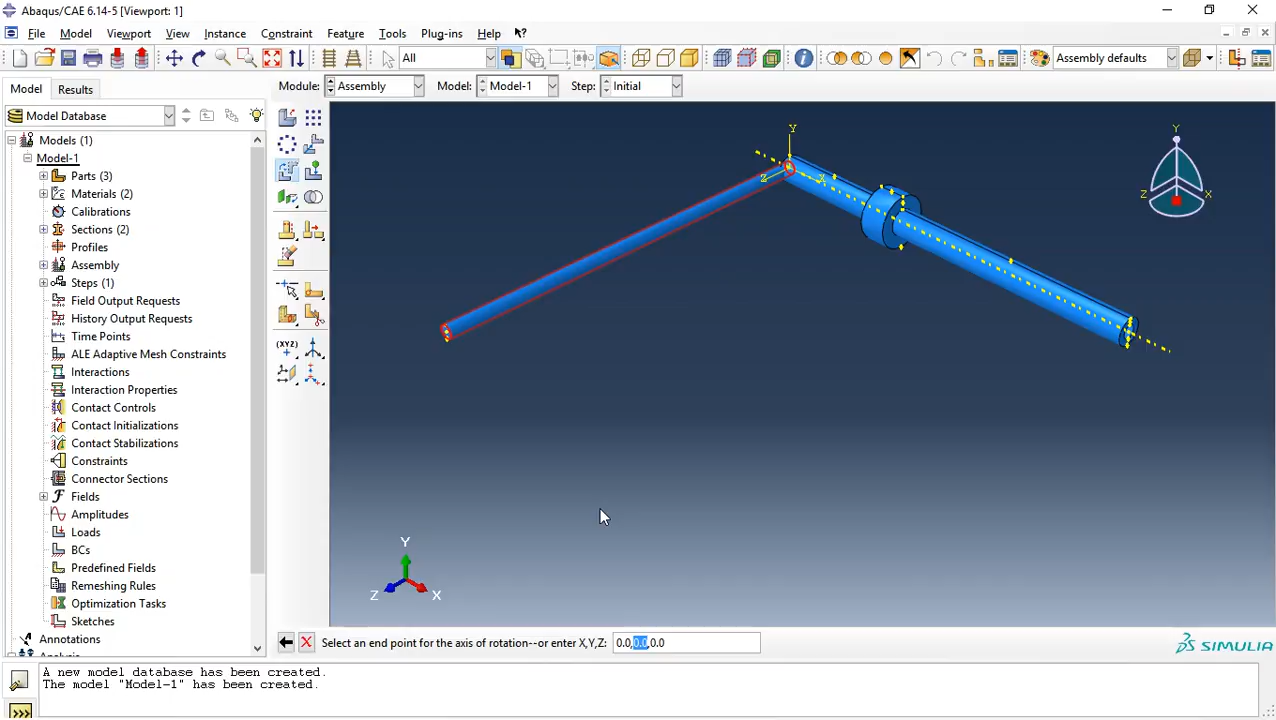 Abaqus/CAE 6.14-5 [Viewport: 1]
File Model Viewport View Instance Constraint Feature Tools Plug-ins Help
All
Assembly defaults
Model Results
Module: Assembly Model: Model-1 Step: Initial
Model Database
Models (1)
Model-1
Parts (3)
Materials (2)
Calibrations
Sections (2)
Profiles
Assembly
Steps (1)
Field Output Requests
History Output Requests
Time Points
ALE Adaptive Mesh Constraints
Interactions
Interaction Properties
Contact Controls
Contact Initializations
Contact Stabilizations
Constraints
Connector Sections
Fields
Amplitudes
Loads
BCs
Predefined Fields
Remeshing Rules
Optimization Tasks
Sketches
Annotations
Analysis
(XYZ)
Y
Z X
Y
Z X
Y
Z X
Select an end point for the axis of rotation--or enter X,Y,Z: 0.0,0.0,0.0
SIMULIA
A new model database has been created.
The model "Model-1" has been created.
>>>